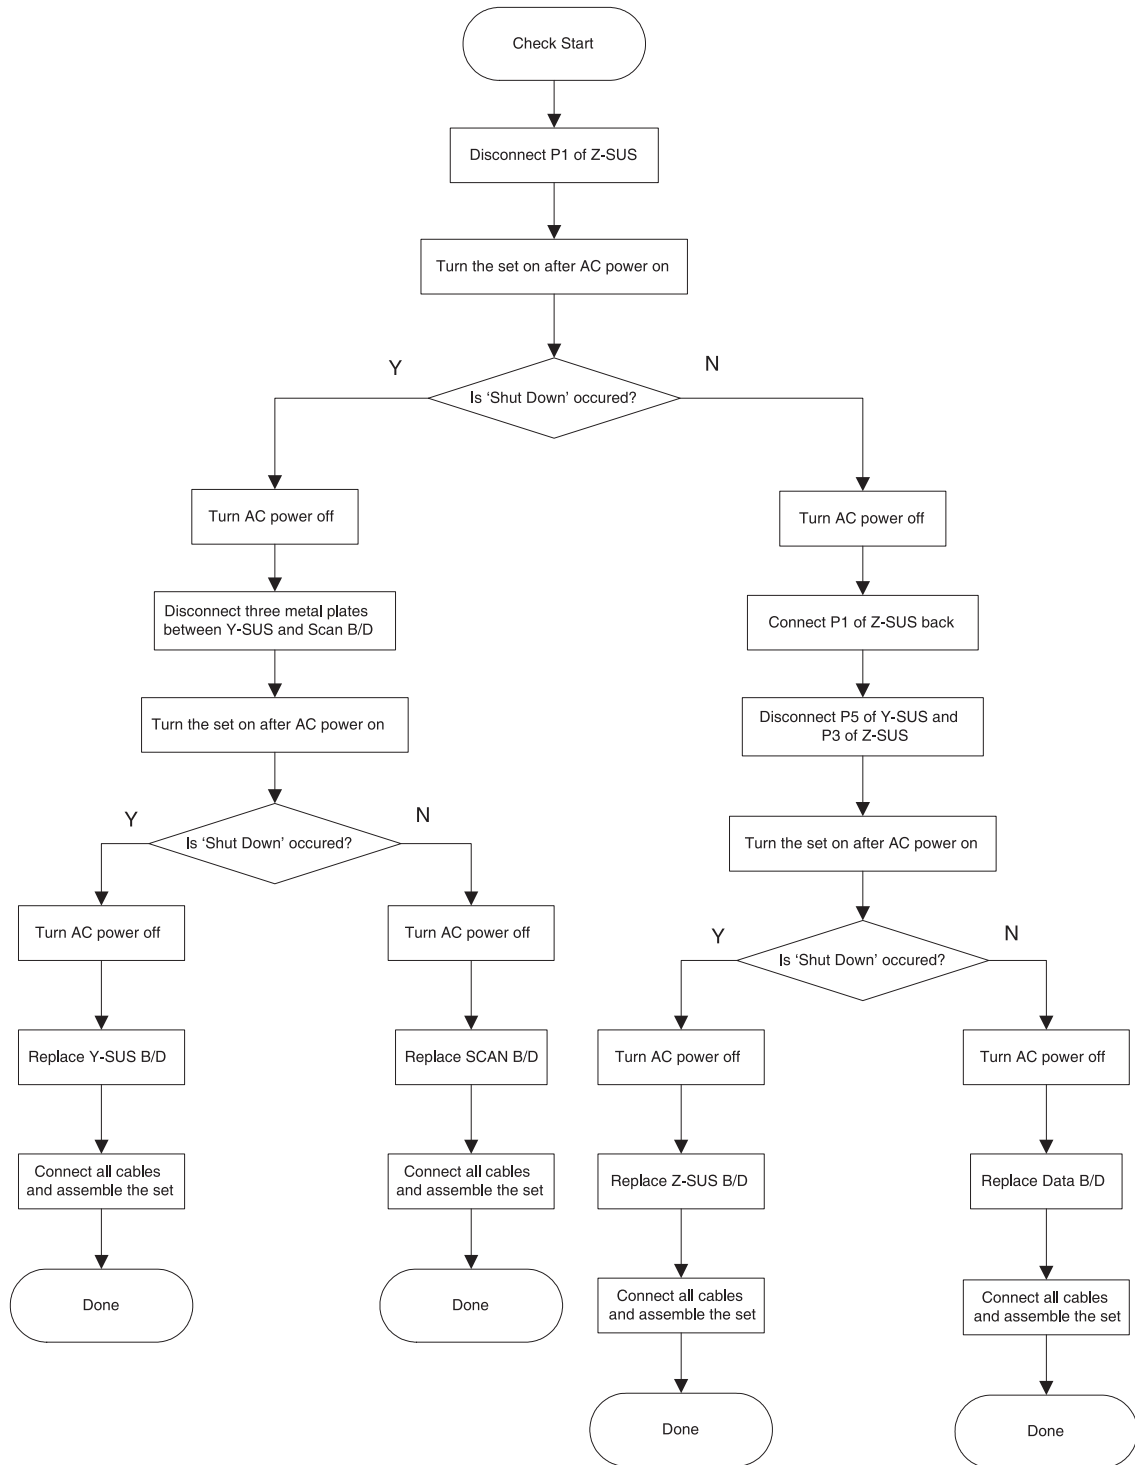 Check Start
Disconnect P1 of Z-SUS
Turn the set on after AC power on
Y
N
Is ‘Shut Down’ occured?
Turn AC power off
Turn AC power off
Disconnect three metal plates
between Y-SUS and Scan B/D
Connect P1 of Z-SUS back
Turn the set on after AC power on
Disconnect P5 of Y-SUS and
P3 of Z-SUS
Y
N
Is ‘Shut Down’ occured?
Turn the set on after AC power on
Turn AC power off
Turn AC power off
Y
N
Is ‘Shut Down’ occured?
Replace Y-SUS B/D
Replace SCAN B/D
Turn AC power off
Turn AC power off
Connect all cables
and assemble the set
Connect all cables
and assemble the set
Replace Z-SUS B/D
Replace Data B/D
Done
Done
Connect all cables
and assemble the set
Connect all cables
and assemble the set
Done
Done